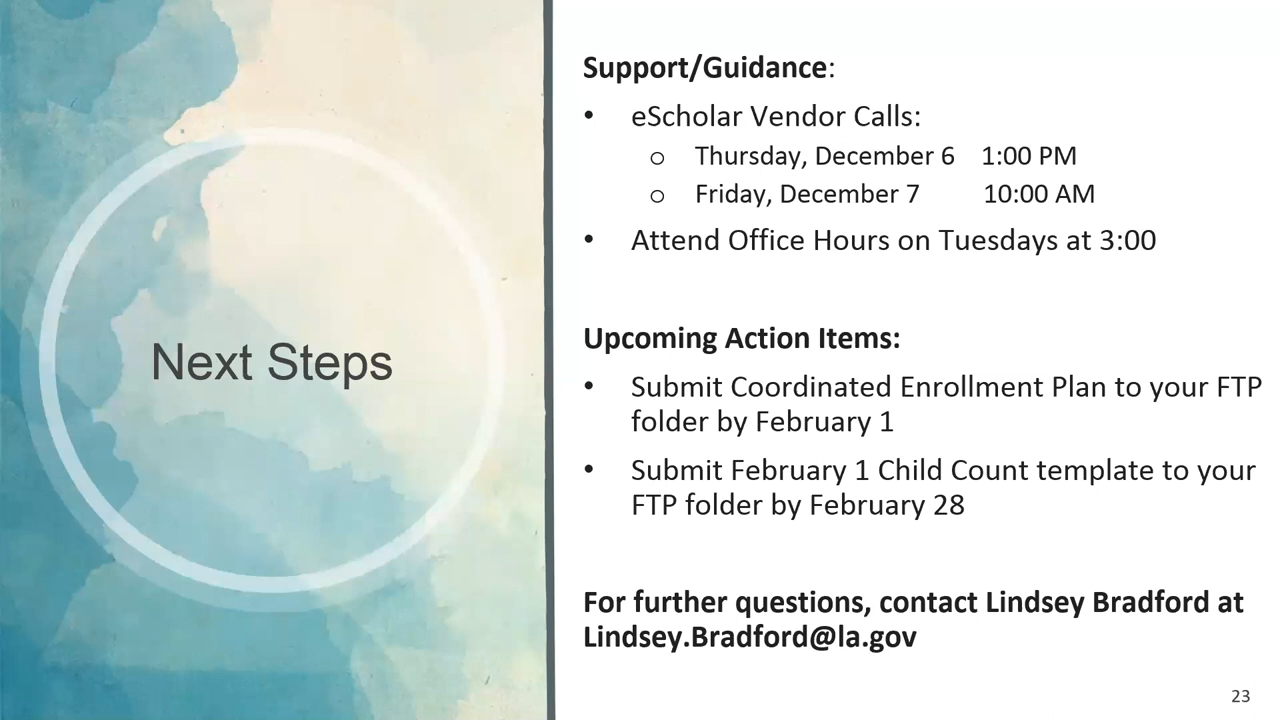 Next Steps
Support/Guidance:
• eScholar Vendor Calls:
o Thursday, December 6 1:00 PM
o Friday, December 7 10:00 AM
• Attend Office Hours on Tuesdays at 3:00
Upcoming Action Items:
• Submit Coordinated Enrollment Plan to your FTP
folder by February 1
• Submit February 1 Child Count template to your
FTP folder by February 28
For further questions, contact Lindsey Bradford at
Lindsey.Bradford@la.gov
23